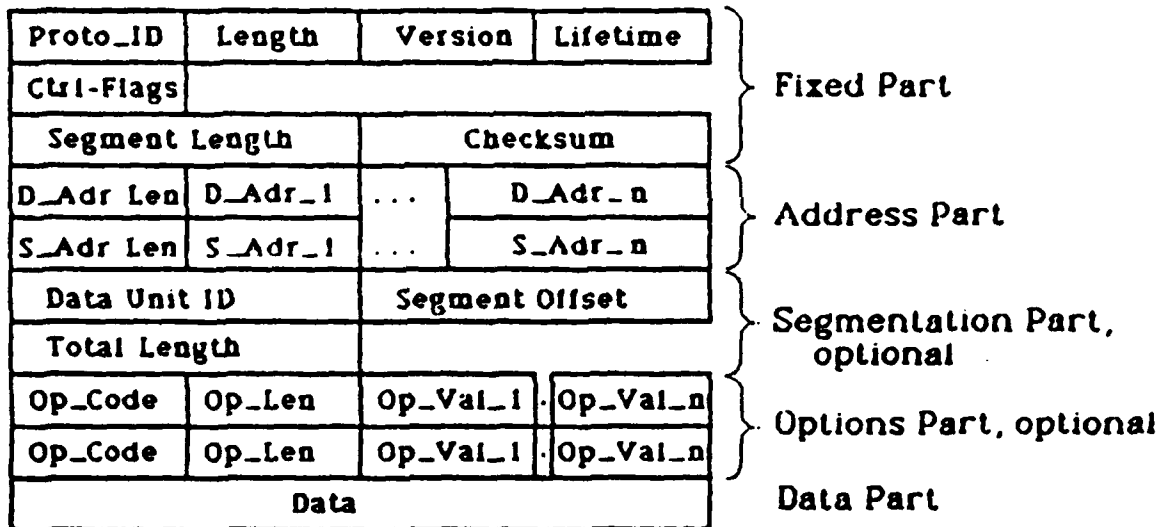 Proto_ID Length Version Lifetime
Ctrl-Flags
Fixed Part
Segment Length Checksum
D_Adr Len D_Adr_1 ... D_Adr_n
Address Part
S_Adr Len S_Adr_1 ... S_Adr_n
Data Unit ID Segment Offset
Segmentation Part,
optional
Total Length
Op_Code Op_Len Op_Val_1 . Op_Val_n
Options Part, optional
Op_Code Op_Len Op_Val_1 . Op_Val_n
Data
Data Part